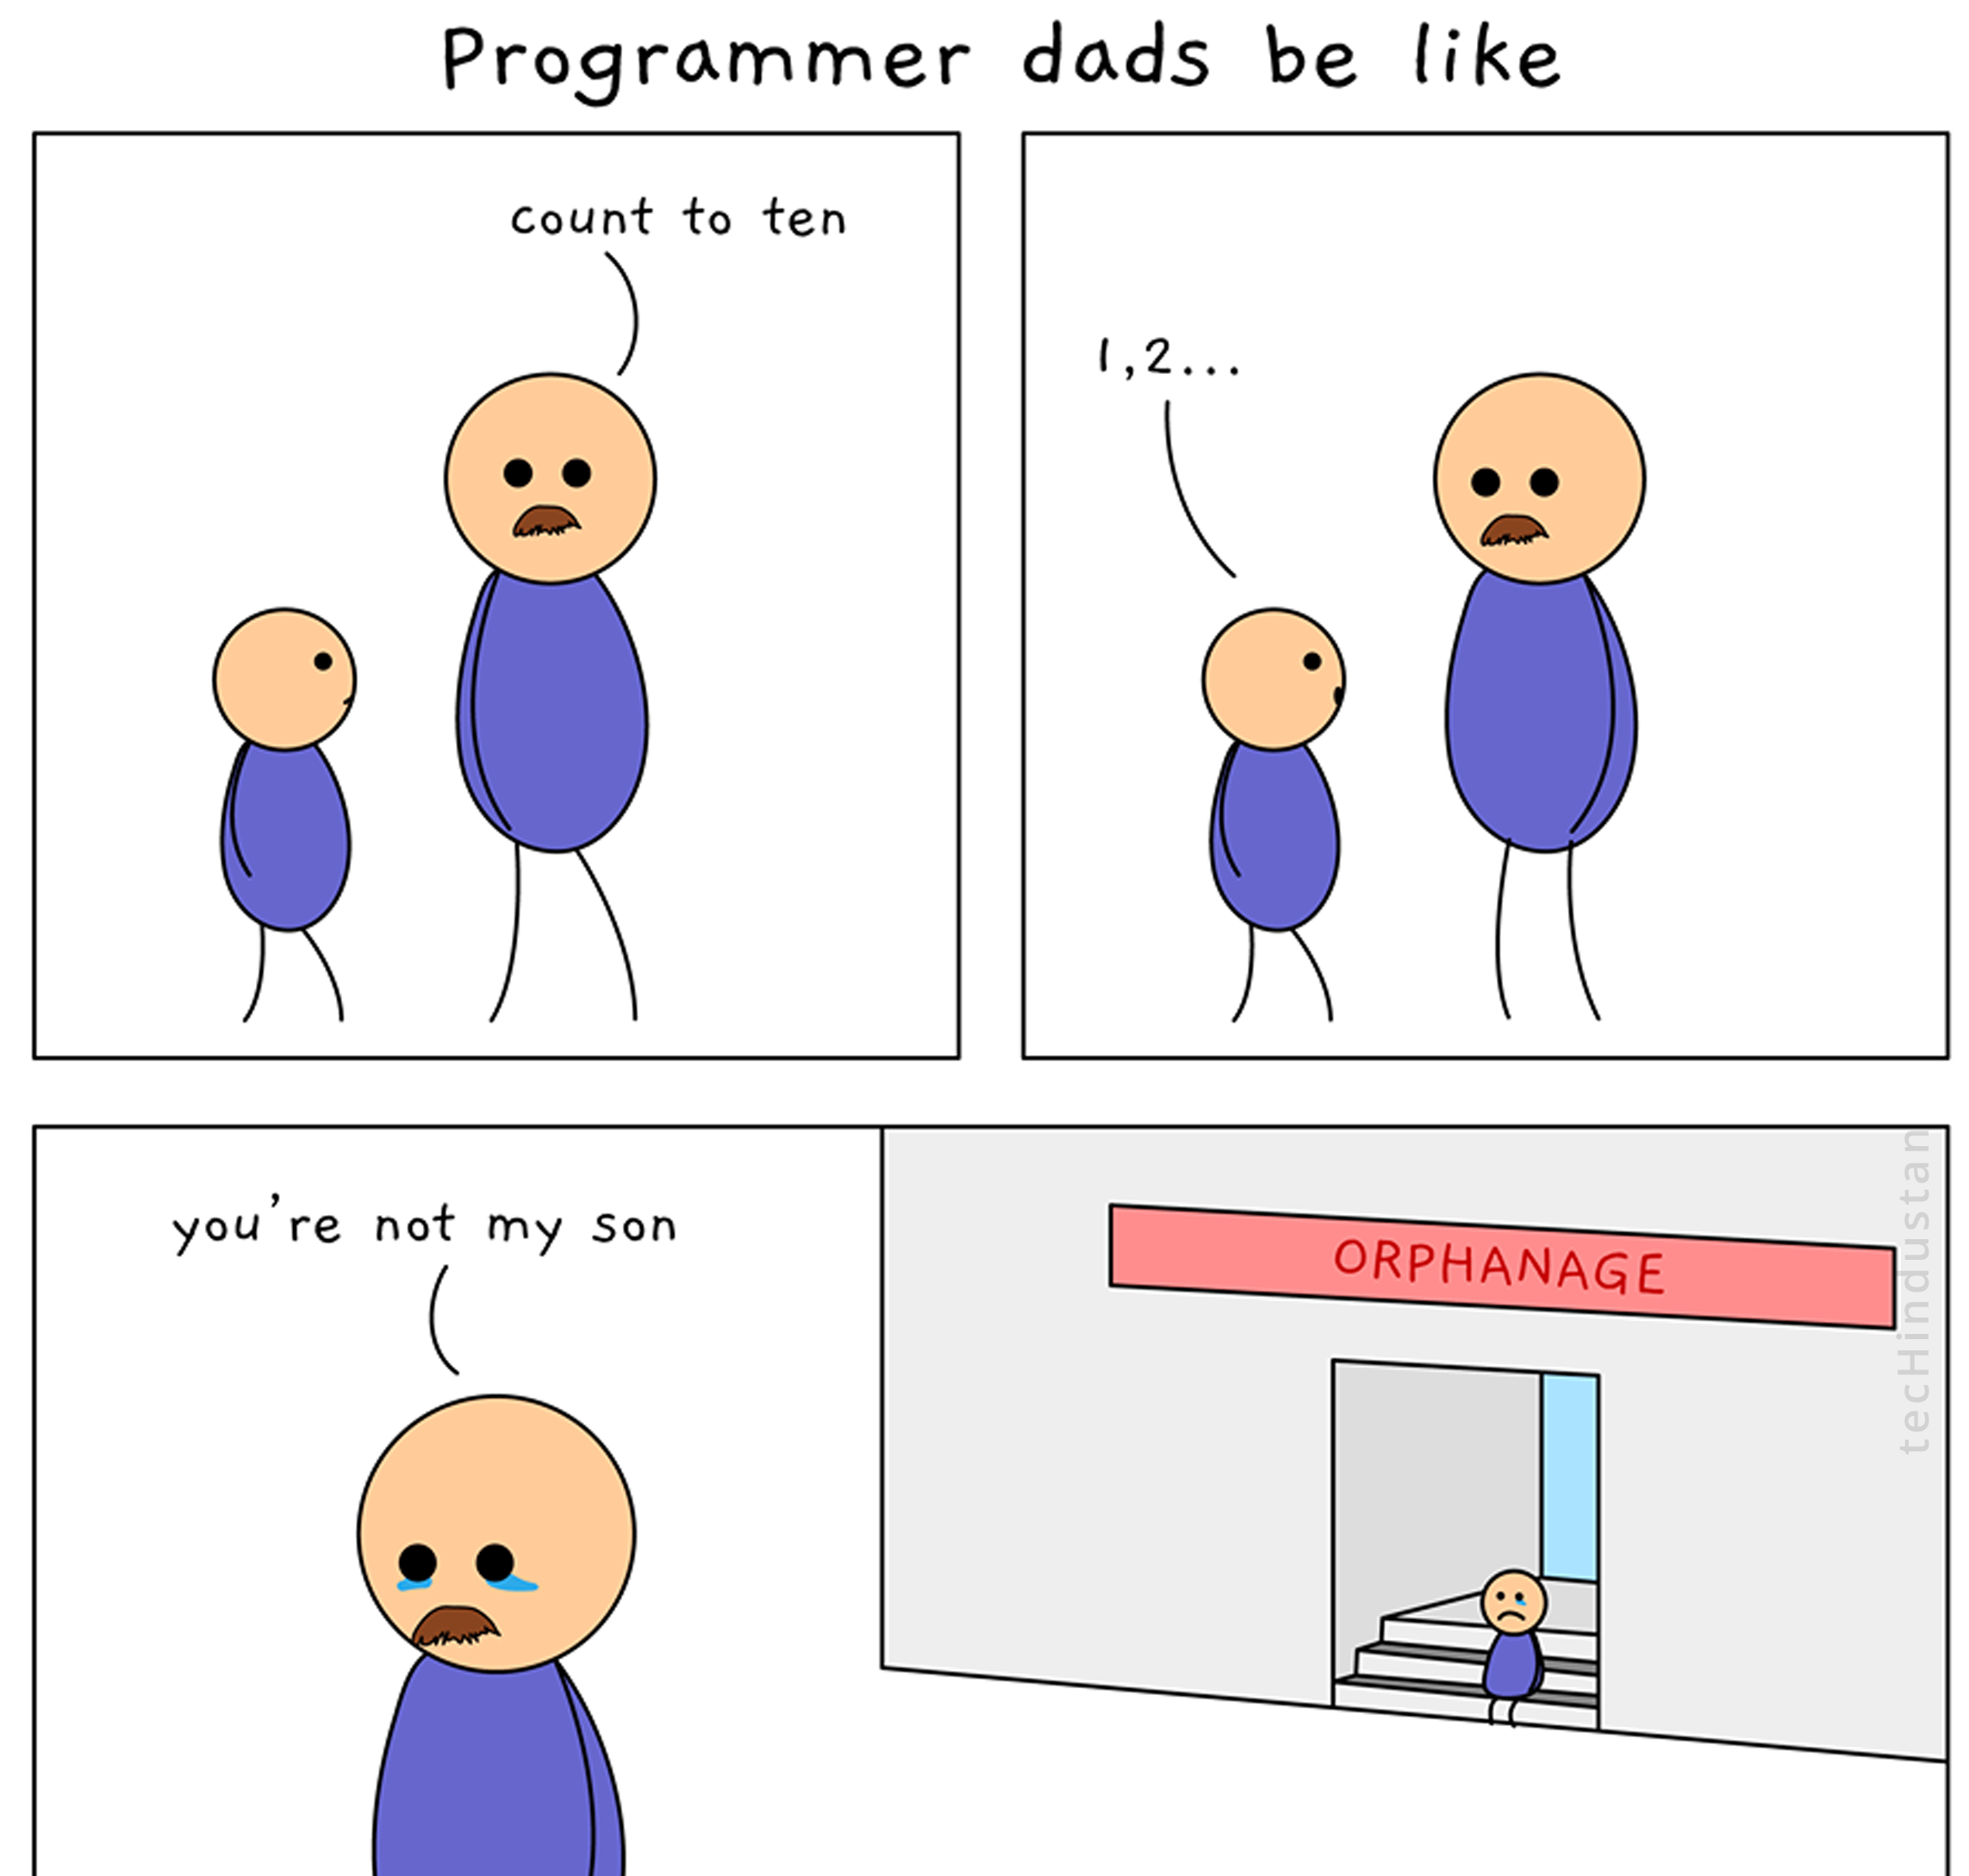 Programmer dads be like
count to ten
1,2...
you're not my son
ORPHANAGE
tecHindustan